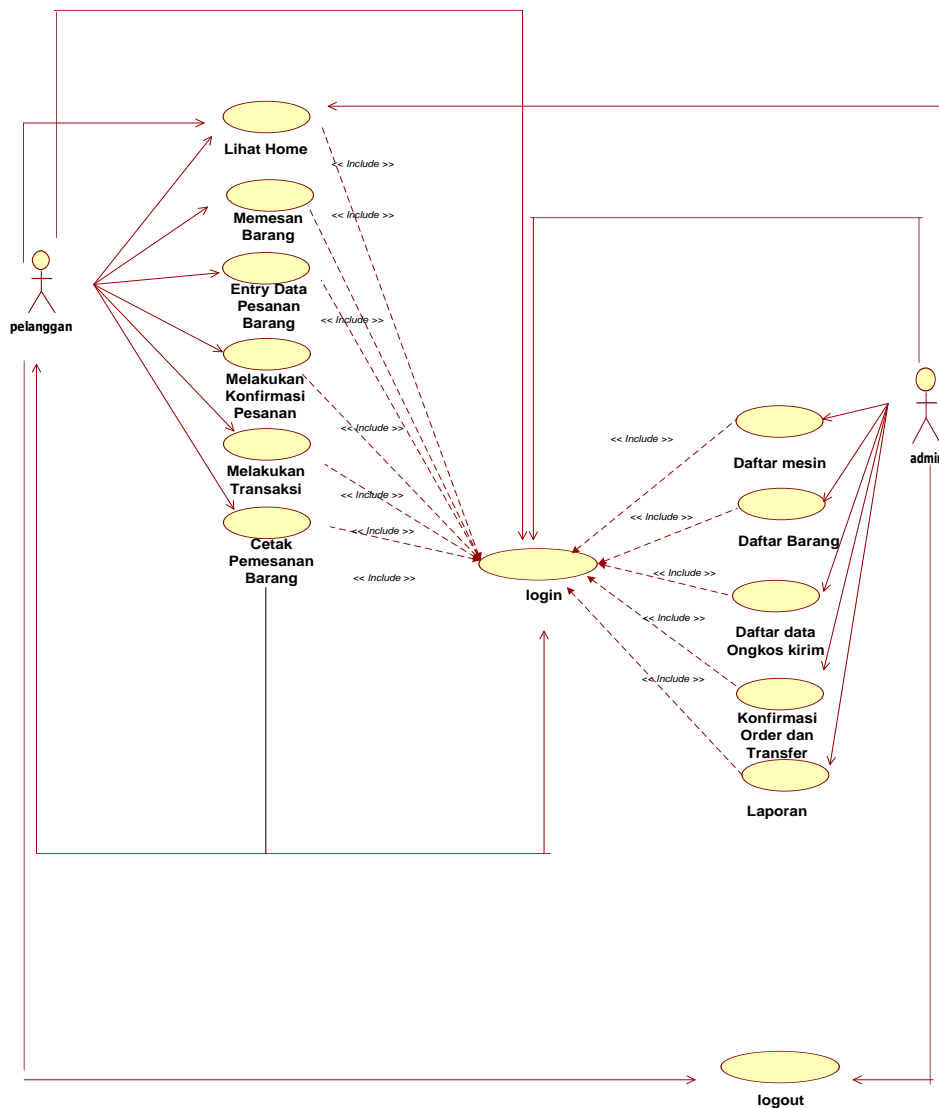 Lihat Home
<< Include >>
Memesan
Barang
<< Include >>
Entry Data
Pesanan
Barang
<< Include >>
pelanggan
Melakukan
Konfirmasi
Pesanan
<< Include >>
Melakukan
Transaksi
<< Include >>
Cetak
Pemesanan
Barang
<< Include >>
login
<< Include >>
Daftar mesin
admin
<< Include >>
Daftar Barang
<< Include >>
Daftar data
Ongkos kirim
<< Include >>
Konfirmasi
Order dan
Transfer
<< Include >>
Laporan
logout